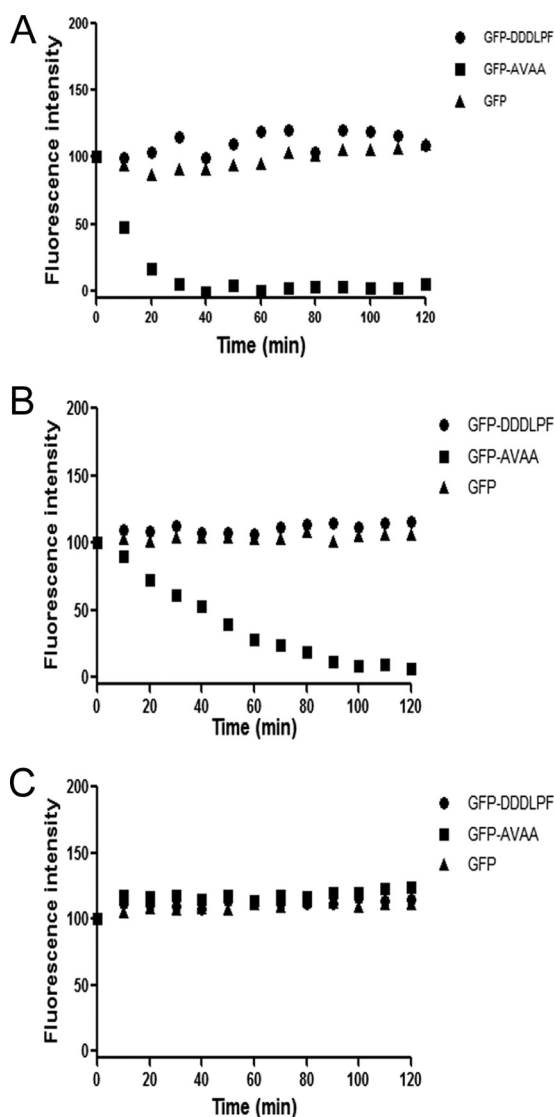 A
Fluorescence intensity
200
150
100
50
0
0 20 40 60 80 100 120
Time (min)
GFP-DDDLPF
GFP-AVAA
GFP
B
Fluorescence intensity
200
150
100
50
0
0 20 40 60 80 100 120
Time (min)
GFP-DDDLPF
GFP-AVAA
GFP
C
Fluorescence intensity
200
150
100
50
0
0 20 40 60 80 100 120
Time (min)
GFP-DDDLPF
GFP-AVAA
GFP